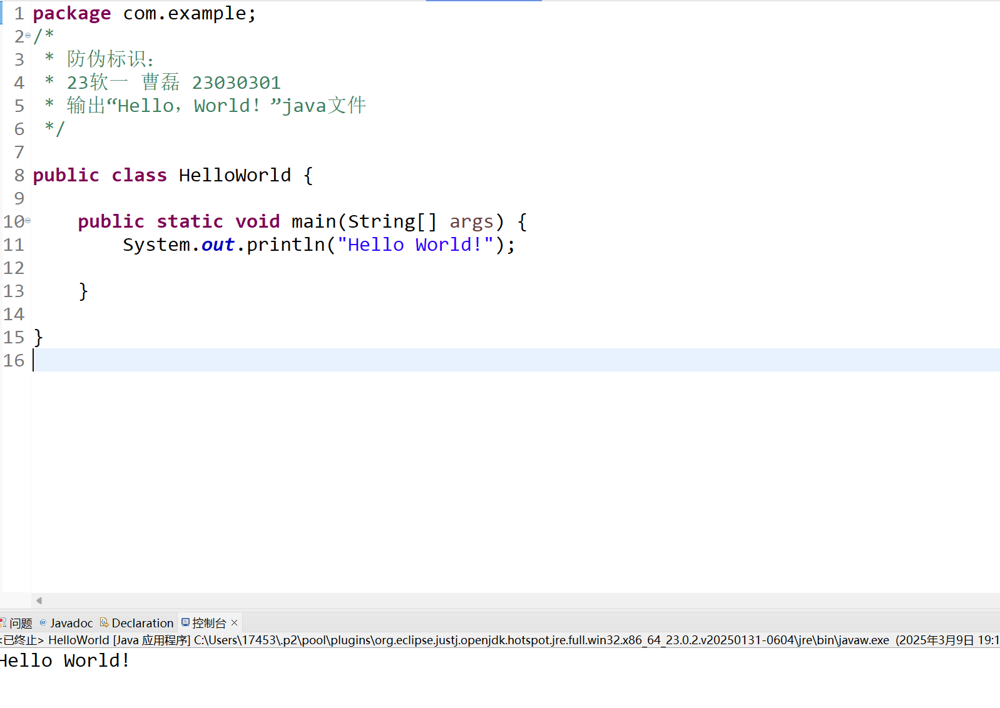 1 package com.example;
2 /*
3  * 防伪标识：
4  * 23软一 曹磊 23030301
5  * 输出“Hello，World！”java文件
6  */
7
8 public class HelloWorld {
9
10     public static void main(String[] args) {
11         System.out.println("Hello World!");
12
13     }
14
15 }
16
问题 @ Javadoc Declaration 控制台 ×
<已终止> HelloWorld [Java 应用程序] C:\Users\17453\.p2\pool\plugins\org.eclipse.justj.openjdk.hotspot.jre.full.win32.x86_64_23.0.2.v20250131-0604\jre\bin\javaw.exe (2025年3月9日 19:1
Hello World!